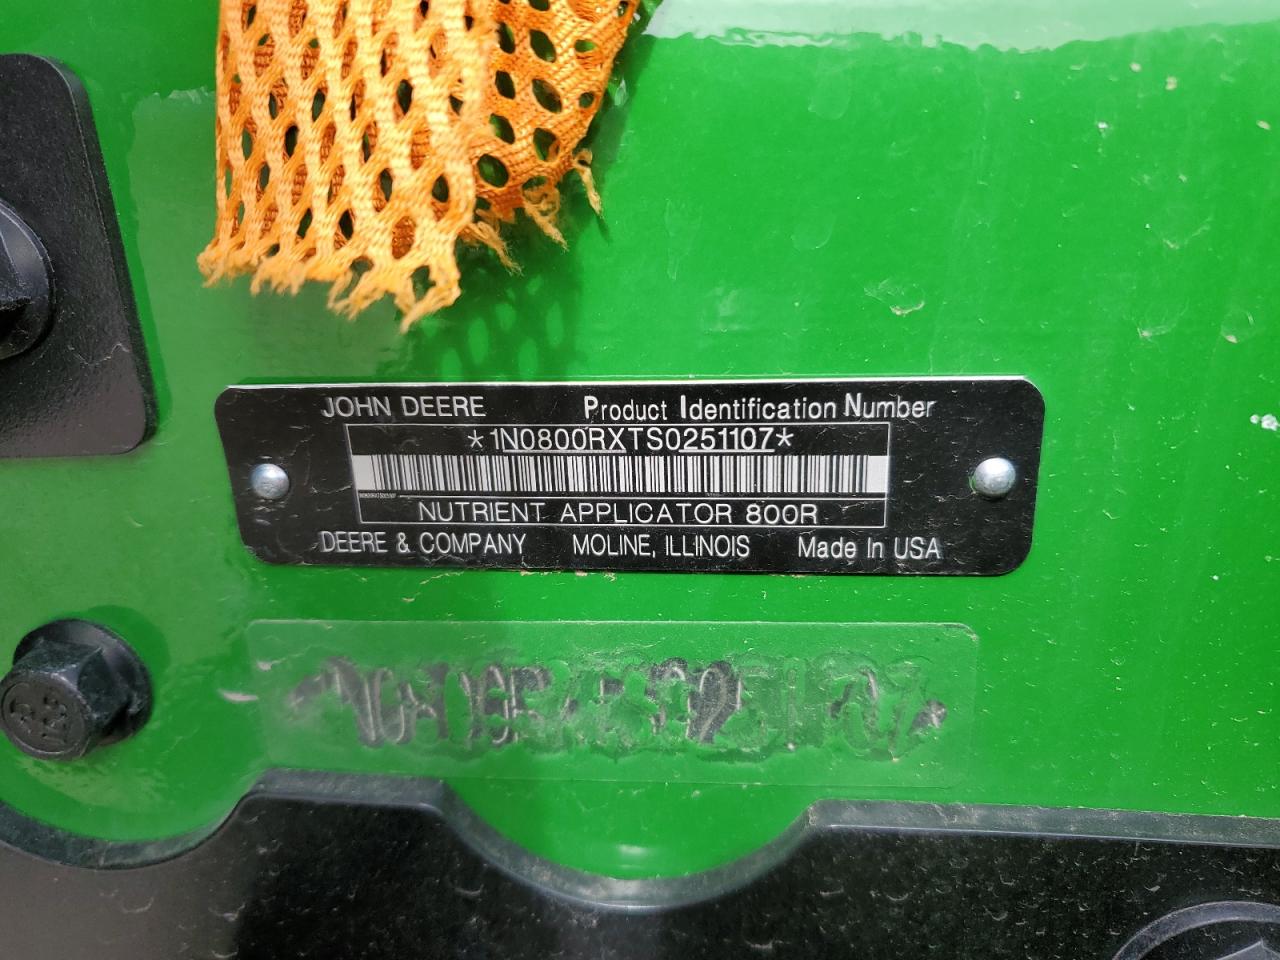 JOHN DEERE Product Identification Number
*1N0800RXTS0251107*
NUTRIENT APPLICATOR 800R
DEERE & COMPANY MOLINE, ILLINOIS Made In USA